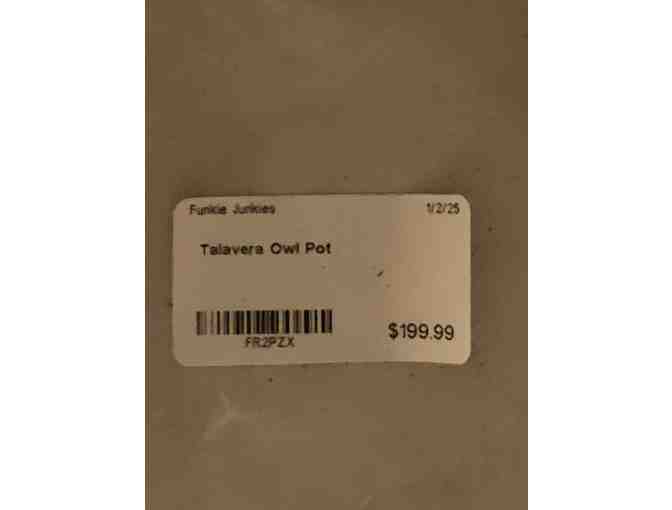 Funkie Junkies 1/2/25
Talavera Owl Pot
FR2PZX
$199.99